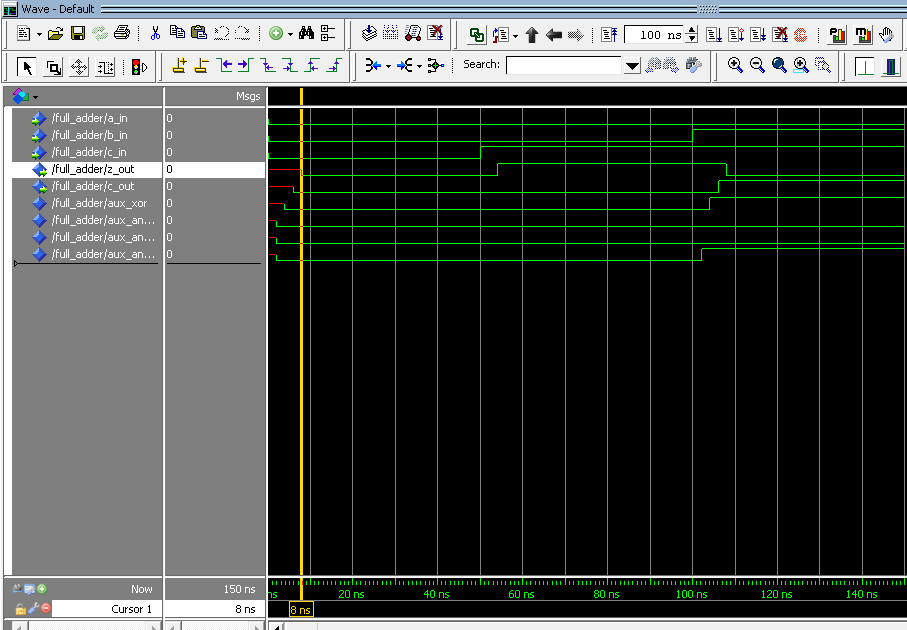 Wave - Default
100 ns
Search:
Msgs
/full_adder/a_in 0
/full_adder/b_in 0
/full_adder/c_in 0
/full_adder/z_out 0
/full_adder/c_out 0
/full_adder/aux_xor 0
/full_adder/aux_an... 0
/full_adder/aux_an... 0
/full_adder/aux_an... 0
Now 150 ns ns 20 ns 40 ns 60 ns 80 ns 100 ns 120 ns 140 ns
Cursor 1 8 ns 8 ns